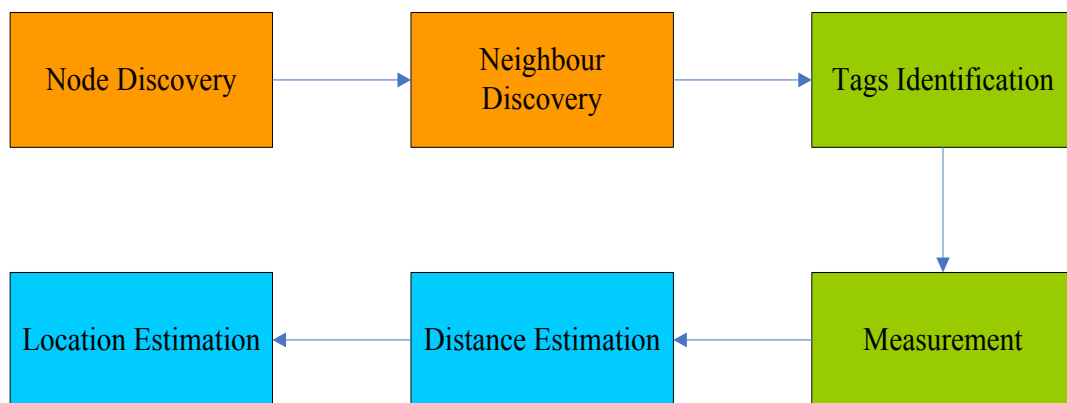 Node Discovery
Neighbour
Discovery
Tags Identification
Location Estimation
Distance Estimation
Measurement